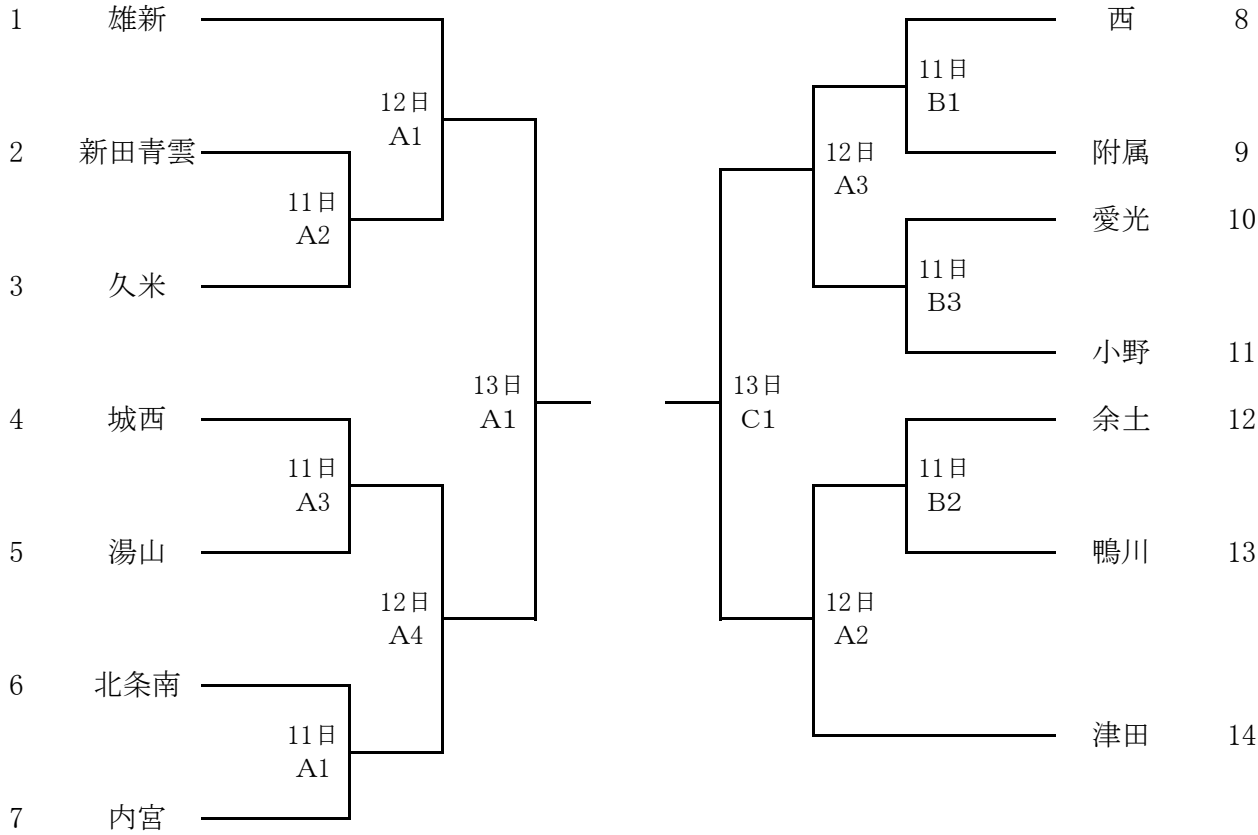 1 雄新
2 新田青雲
3 久米
4 城西
5 湯山
6 北条南
7 内宮
11日
A2
11日
A3
11日
A1
12日
A1
12日
A4
13日
A1
13日
C1
12日
A3
12日
A2
11日
B1
11日
B3
11日
B2
西 8
附属 9
愛光 10
小野 11
余土 12
鴨川 13
津田 14